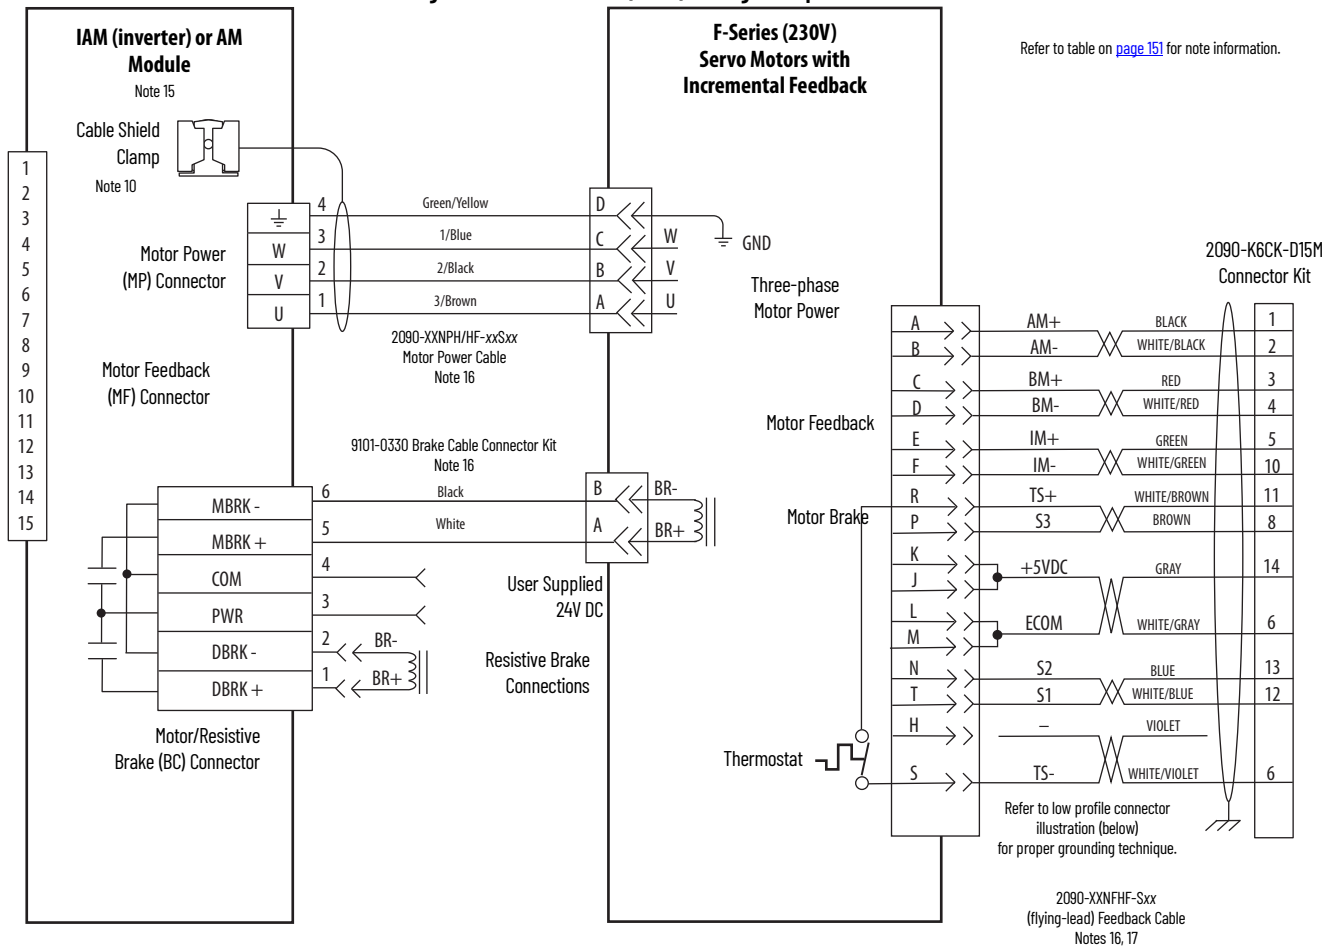 IAM (inverter) or AM
Module
Note 15
Cable Shield
Clamp
Note 10
1
2
3
4
5
6
7
8
9
10
11
12
13
14
15
Motor Power
(MP) Connector
W
V
U
4
3
2
1
Green/Yellow
1/Blue
2/Black
3/Brown
2090-XXNPH/HF-xxSxx
Motor Power Cable
Note 16
Motor Feedback
(MF) Connector
9101-0330 Brake Cable Connector Kit
Note 16
MBRK -
MBRK +
COM
PWR
DBRK -
DBRK +
6
5
4
3
2
1
Black
White
BR-
BR+
Motor/Resistive
Brake (BC) Connector
User Supplied
24V DC
Resistive Brake
Connections
F-Series (230V)
Servo Motors with
Incremental Feedback
D
C
B
A
W
V
U
GND
Three-phase
Motor Power
B
A
BR-
BR+
Motor Feedback
Motor Brake
Thermostat
Refer to table on page 151 for note information.
2090-K6CK-D15M
Connector Kit
A AM+ BLACK 1
B AM- WHITE/BLACK 2
C BM+ RED 3
D BM- WHITE/RED 4
E IM+ GREEN 5
F IM- WHITE/GREEN 10
R TS+ WHITE/BROWN 11
P S3 BROWN 8
K +5VDC GRAY 14
J
L ECOM WHITE/GRAY 6
M
N S2 BLUE 13
T S1 WHITE/BLUE 12
H – VIOLET
S TS- WHITE/VIOLET 6
Refer to low profile connector
illustration (below)
for proper grounding technique.
2090-XXNFHF-Sxx
(flying-lead) Feedback Cable
Notes 16, 17